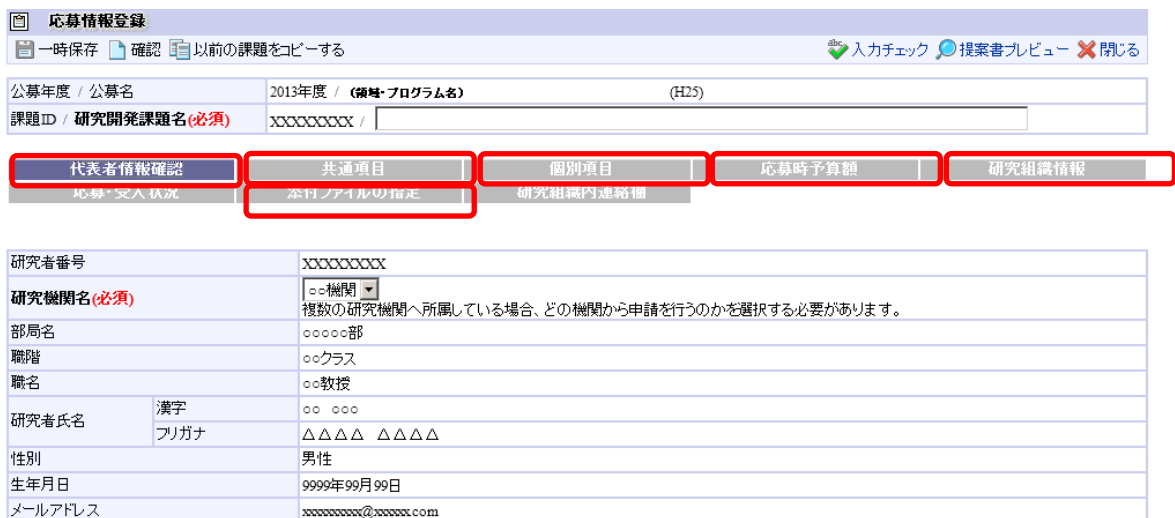 応募情報登録
一時保存 確認 以前の課題をコピーする 入力チェック 提案書プレビュー 閉じる
公募年度 / 公募名 2013年度 / (領域・プログラム名) (H25)
課題ID / 研究開発課題名(必須) XXXXXXXX /
代表者情報確認 共通項目 個別項目 応募時予算額 研究組織情報
応募・受入状況 添付ファイルの指定 研究組織内連絡欄
研究者番号 XXXXXXXX
研究機関名(必須) ○○機関
複数の研究機関へ所属している場合、どの機関から申請を行うのかを選択する必要があります。
部局名 ○○○○○部
職階 ○○クラス
職名 ○○教授
研究者氏名 漢字 ○○ ○○○
フリガナ △△△△ △△△△
性別 男性
生年月日 9999年99月99日
メールアドレス xxxxxxxxx@xxxxxx.com